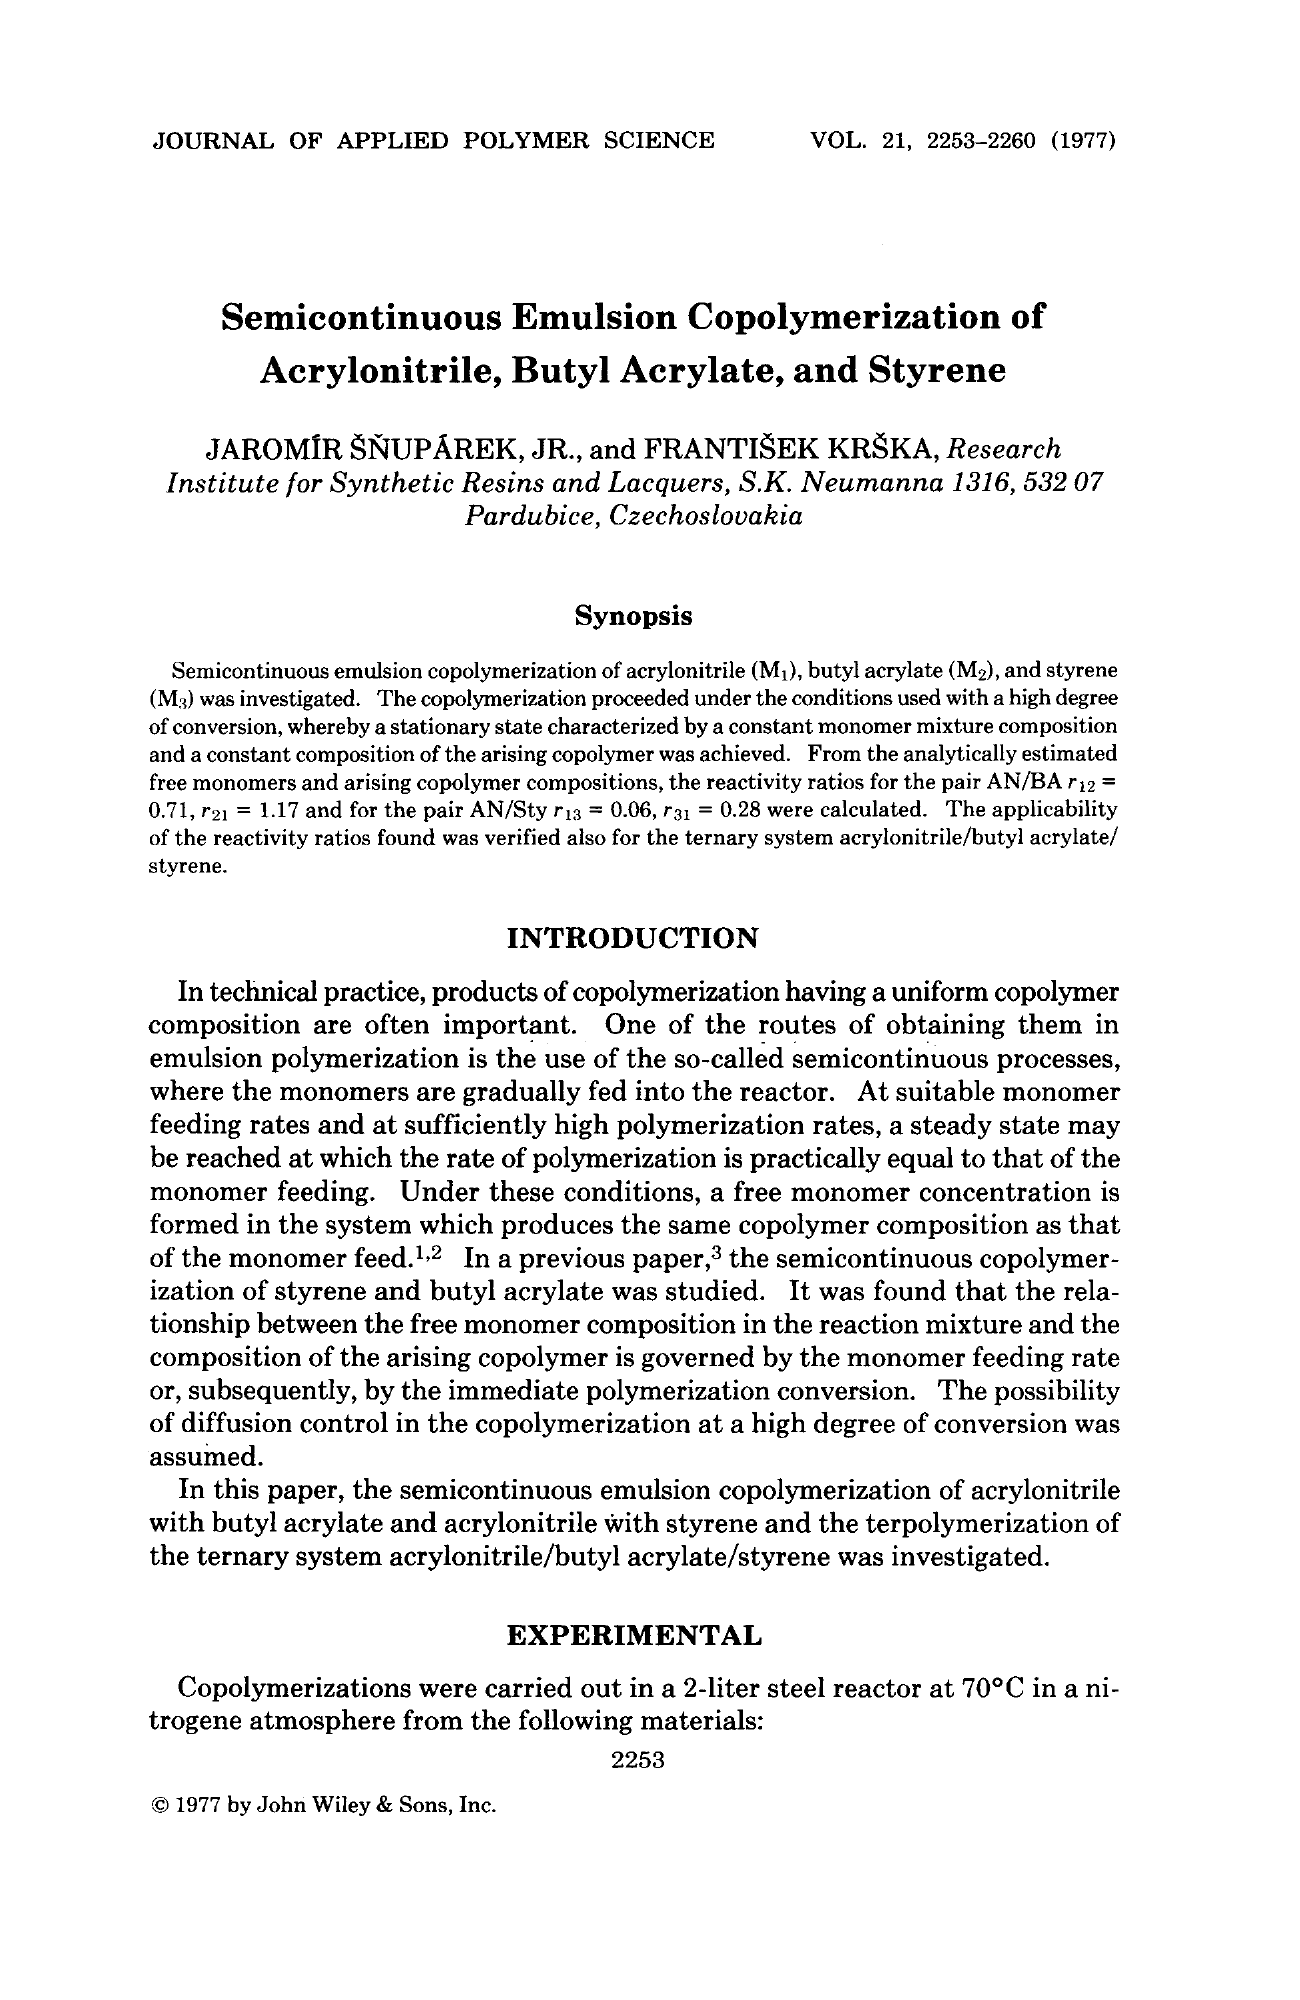 JOURNAL OF APPLIED POLYMER SCIENCE VOL. 21, 2253–2260 (1977)
Semicontinuous Emulsion Copolymerization of
Acrylonitrile, Butyl Acrylate, and Styrene
JAROMÍR ŠŇUPÁREK, JR., and FRANTIŠEK KRŠKA, Research
Institute for Synthetic Resins and Lacquers, S.K. Neumanna 1316, 532 07
Pardubice, Czechoslovakia
Synopsis
Semicontinuous emulsion copolymerization of acrylonitrile (M₁), butyl acrylate (M₂), and styrene
(M₃) was investigated. The copolymerization proceeded under the conditions used with a high degree
of conversion, whereby a stationary state characterized by a constant monomer mixture composition
and a constant composition of the arising copolymer was achieved. From the analytically estimated
free monomers and arising copolymer compositions, the reactivity ratios for the pair AN/BA r₁₂ =
0.71, r₂₁ = 1.17 and for the pair AN/Sty r₁₃ = 0.06, r₃₁ = 0.28 were calculated. The applicability
of the reactivity ratios found was verified also for the ternary system acrylonitrile/butyl acrylate/
styrene.
INTRODUCTION
In technical practice, products of copolymerization having a uniform copolymer
composition are often important. One of the routes of obtaining them in
emulsion polymerization is the use of the so-called semicontinuous processes,
where the monomers are gradually fed into the reactor. At suitable monomer
feeding rates and at sufficiently high polymerization rates, a steady state may
be reached at which the rate of polymerization is practically equal to that of the
monomer feeding. Under these conditions, a free monomer concentration is
formed in the system which produces the same copolymer composition as that
of the monomer feed.¹,² In a previous paper,³ the semicontinuous copolymer-
ization of styrene and butyl acrylate was studied. It was found that the rela-
tionship between the free monomer composition in the reaction mixture and the
composition of the arising copolymer is governed by the monomer feeding rate
or, subsequently, by the immediate polymerization conversion. The possibility
of diffusion control in the copolymerization at a high degree of conversion was
assumed.
In this paper, the semicontinuous emulsion copolymerization of acrylonitrile
with butyl acrylate and acrylonitrile with styrene and the terpolymerization of
the ternary system acrylonitrile/butyl acrylate/styrene was investigated.
EXPERIMENTAL
Copolymerizations were carried out in a 2-liter steel reactor at 70°C in a ni-
trogene atmosphere from the following materials:
2253
© 1977 by John Wiley & Sons, Inc.